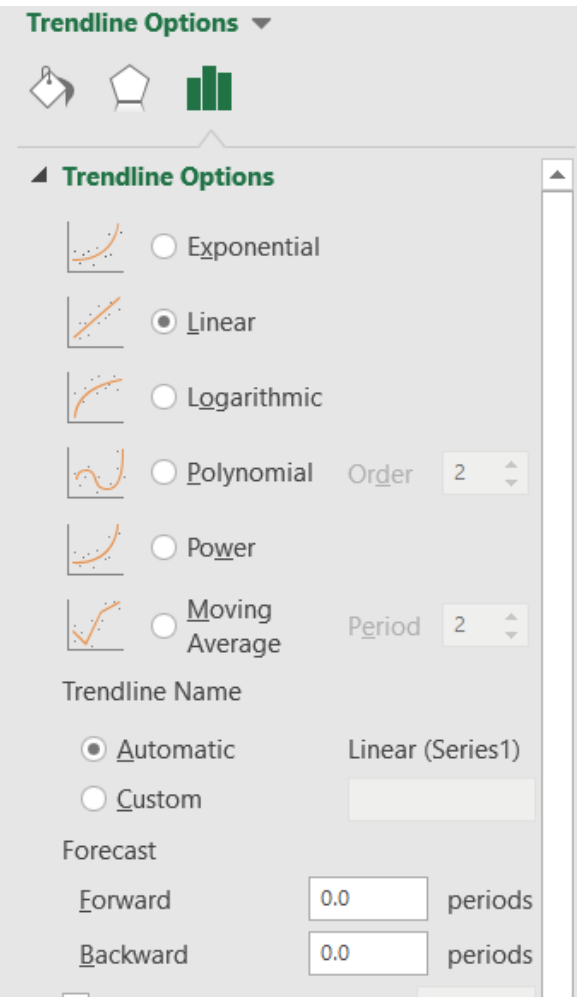 Trendline Options
Trendline Options
Exponential
Linear
Logarithmic
Polynomial Order 2
Power
Moving
Average Period 2
Trendline Name
Automatic Linear (Series1)
Custom
Forecast
Forward 0.0 periods
Backward 0.0 periods